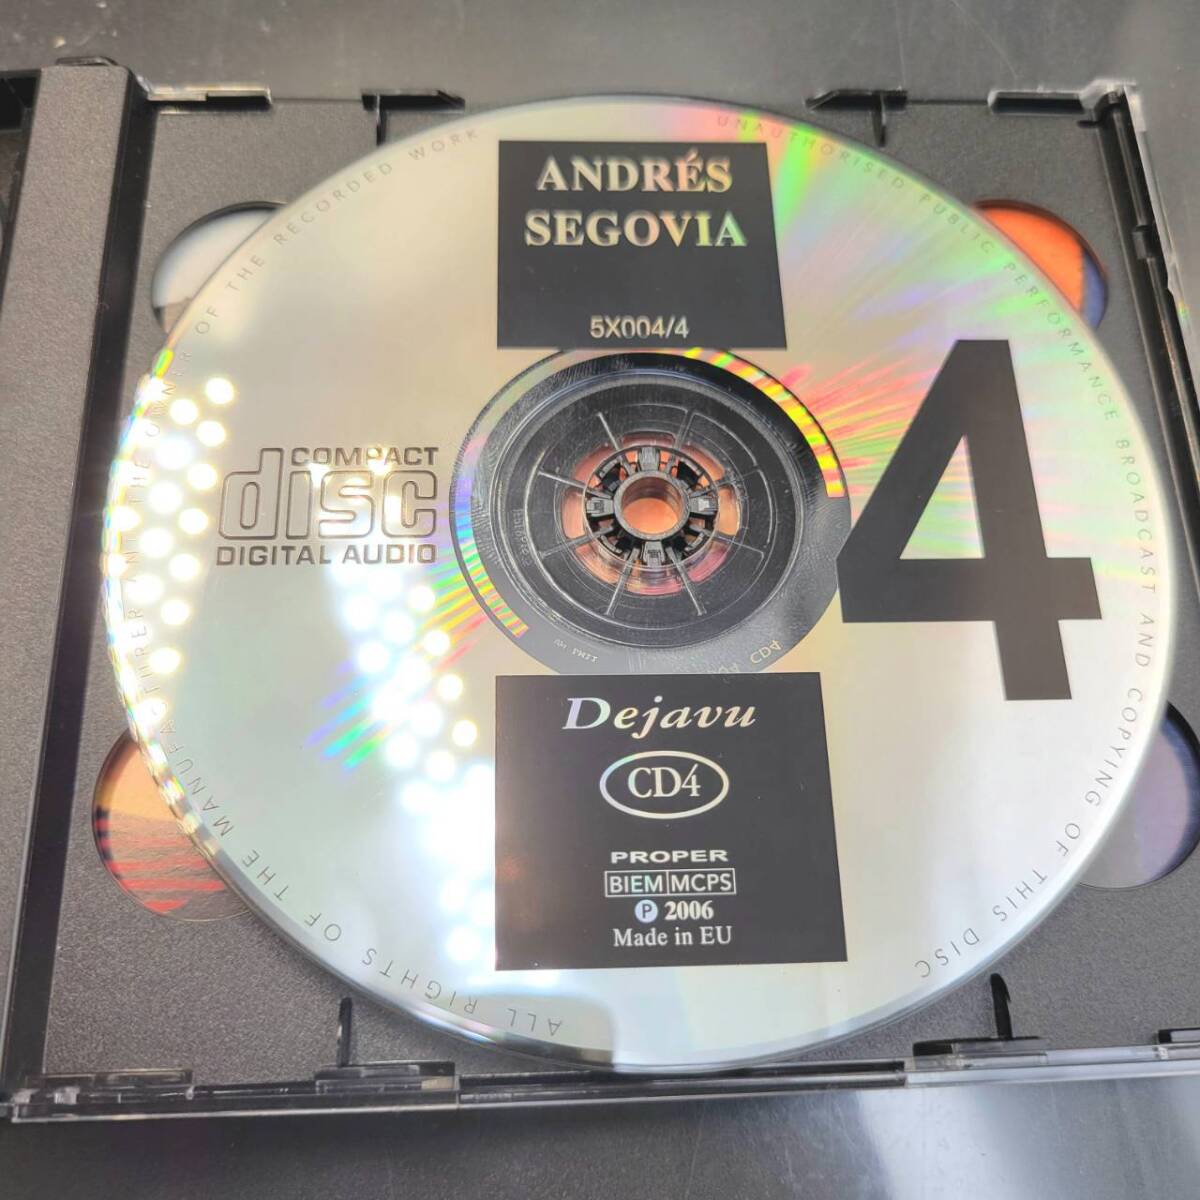 ANDRÉS
SEGOVIA
5X004/4
4
COMPACT
disc
DIGITAL AUDIO
CD4
Dejavu
CD4
PROPER
BIEM MCPS
P 2006
Made in EU
ALL RIGHTS OF THE MANUFACTURER AND THE OWNER OF THE RECORDED WORK
UNAUTHORISED PUBLIC PERFORMANCE BROADCAST AND COPYING OF THIS DISC